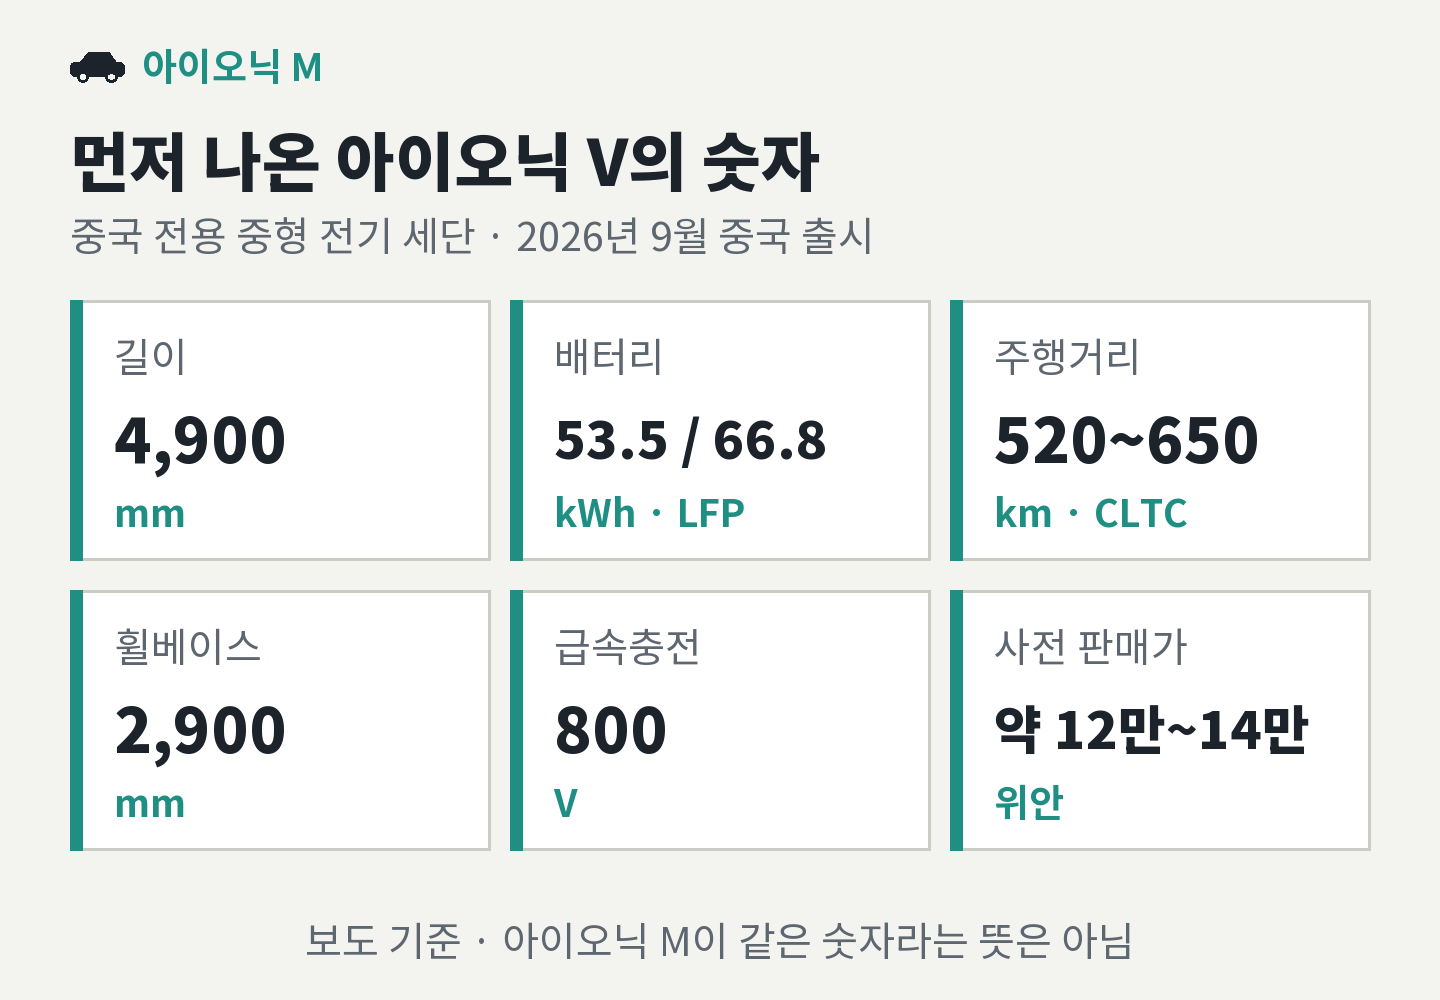 아이오닉 M
먼저 나온 아이오닉 V의 숫자
중국 전용 중형 전기 세단 · 2026년 9월 중국 출시
길이
4,900
mm
배터리
53.5 / 66.8
kWh · LFP
주행거리
520~650
km · CLTC
휠베이스
2,900
mm
급속충전
800
V
사전 판매가
약 12만~14만
위안
보도 기준 · 아이오닉 M이 같은 숫자라는 뜻은 아님